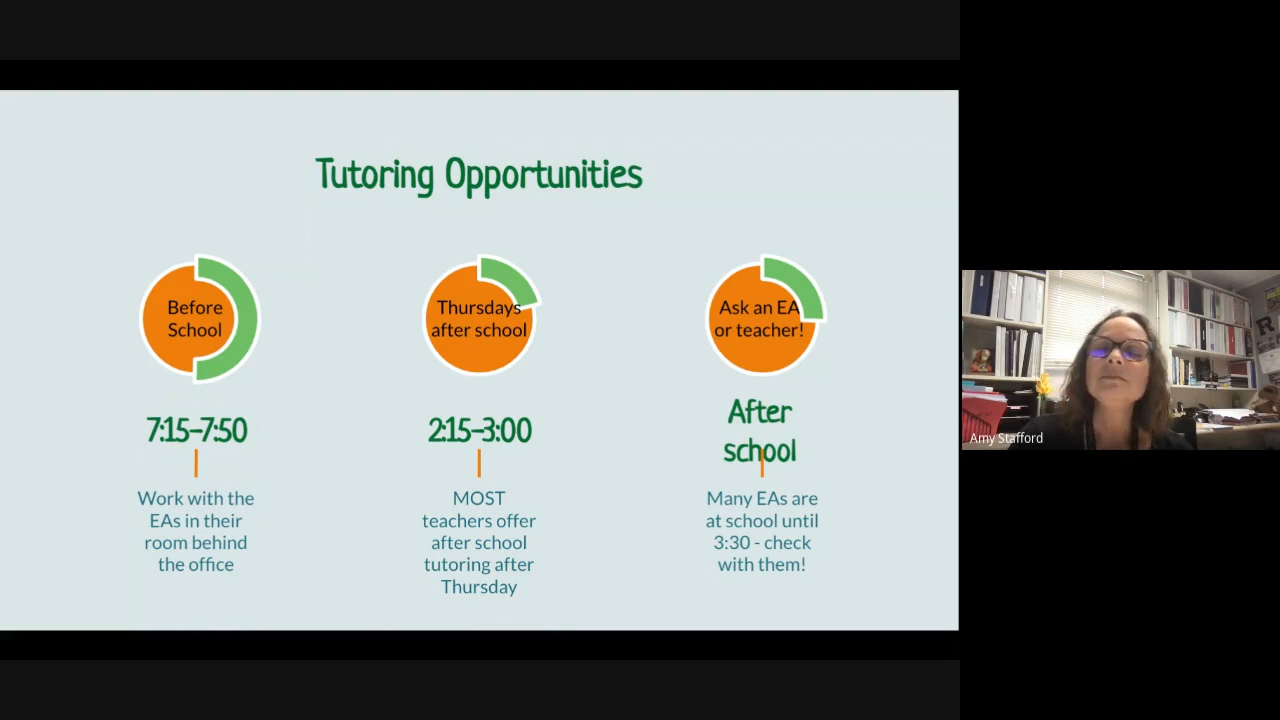 Tutoring Opportunities
Before
School
7:15–7:50
Work with the
EAs in their
room behind
the office
Thursdays
after school
2:15–3:00
MOST
teachers offer
after school
tutoring after
Thursday
Ask an EA
or teacher!
After
school
Many EAs are
at school until
3:30 - check
with them!
Amy Stafford
R